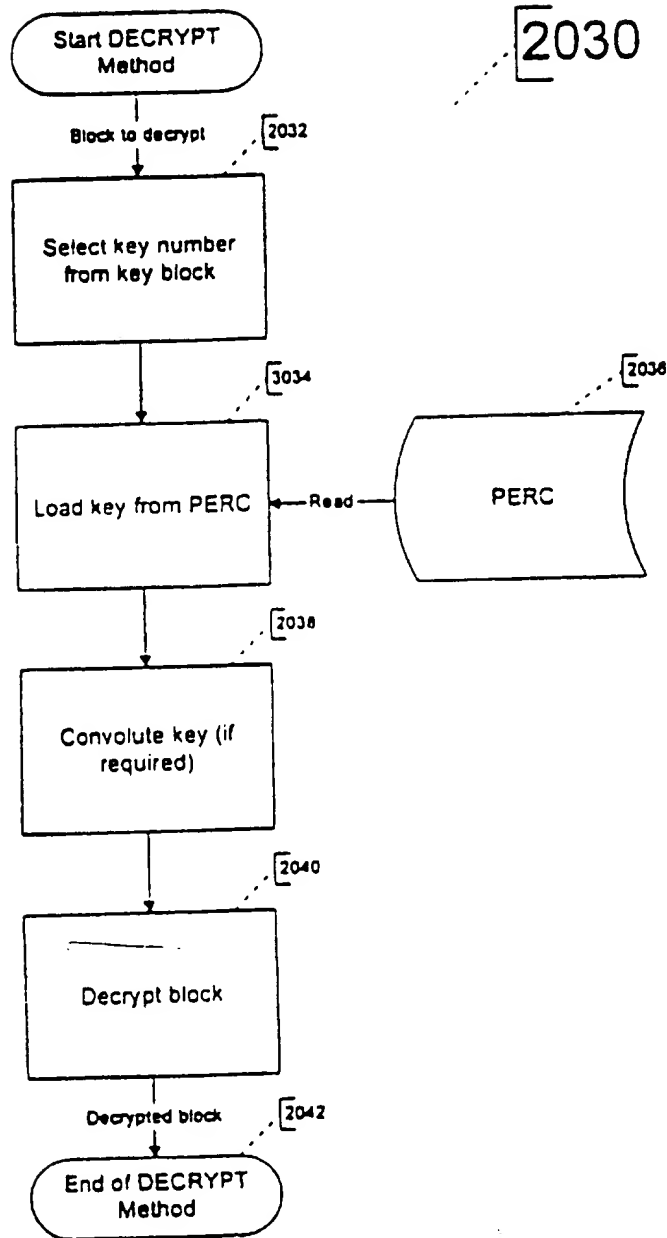 Start DECRYPT
Method
2030
Block to decrypt
2032
Select key number
from key block
3034
2036
Load key from PERC
Read
PERC
2038
Convolute key (if
required)
2040
Decrypt block
Decrypted block
2042
End of DECRYPT
Method